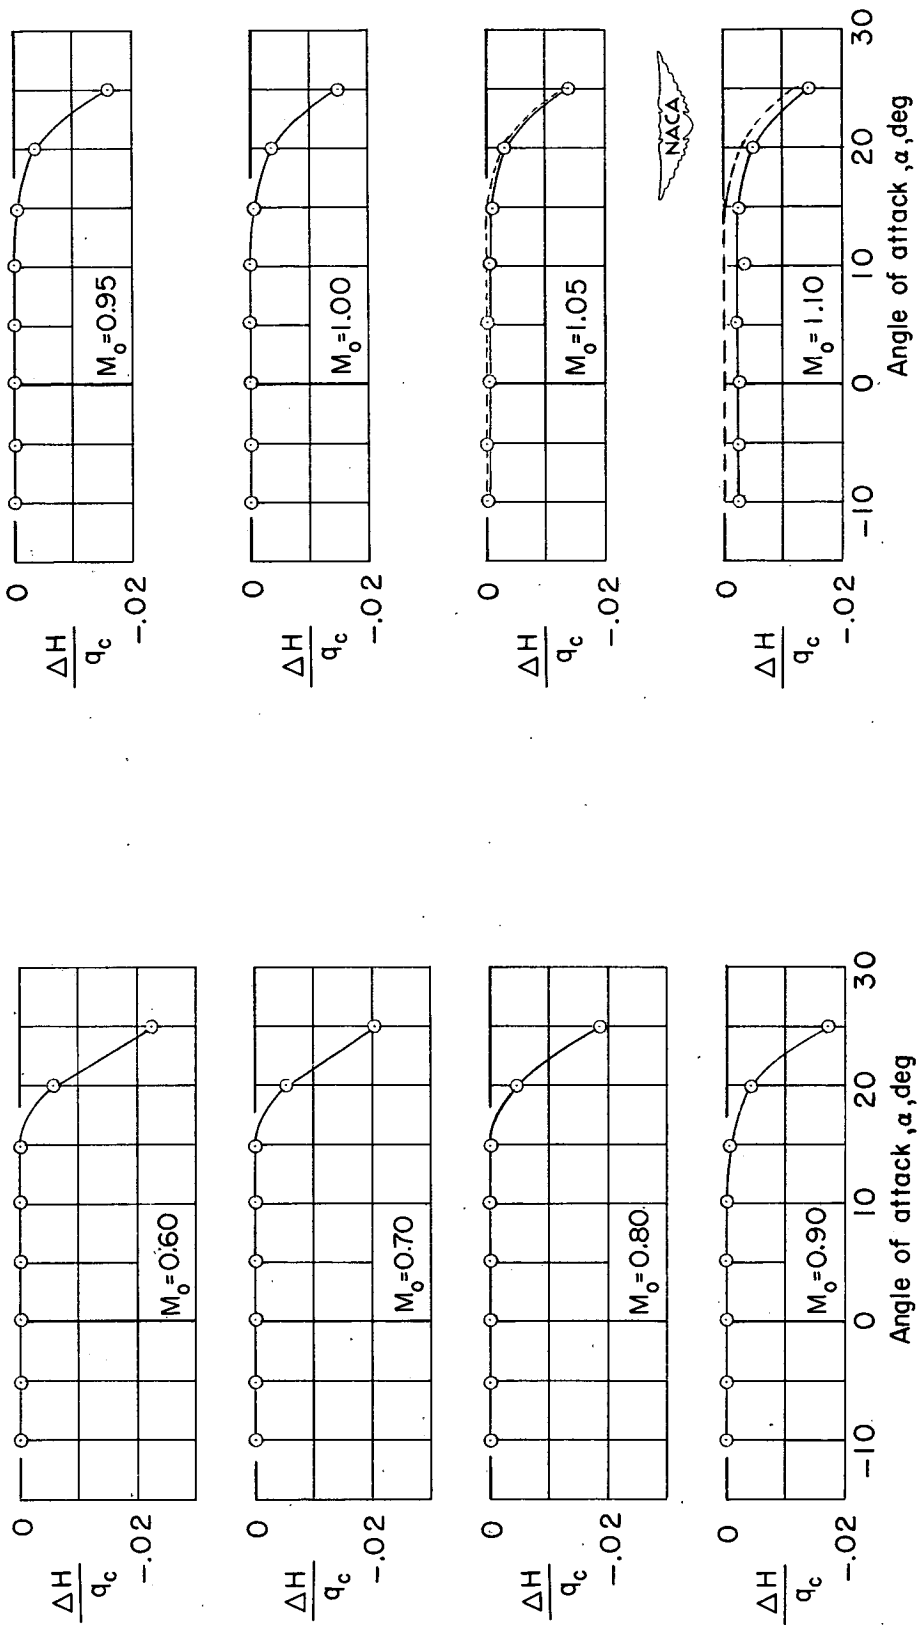 0
ΔH
q_c
-.02
M_o=0.60
0
ΔH
q_c
-.02
M_o=0.70
0
ΔH
q_c
-.02
M_o=0.80
0
ΔH
q_c
-.02
M_o=0.90
-10 0 10 20 30
Angle of attack, α, deg
0
ΔH
q_c
-.02
M_o=0.95
0
ΔH
q_c
-.02
M_o=1.00
0
ΔH
q_c
-.02
M_o=1.05
NACA
0
ΔH
q_c
-.02
M_o=1.10
-10 0 10 20 30
Angle of attack, α, deg